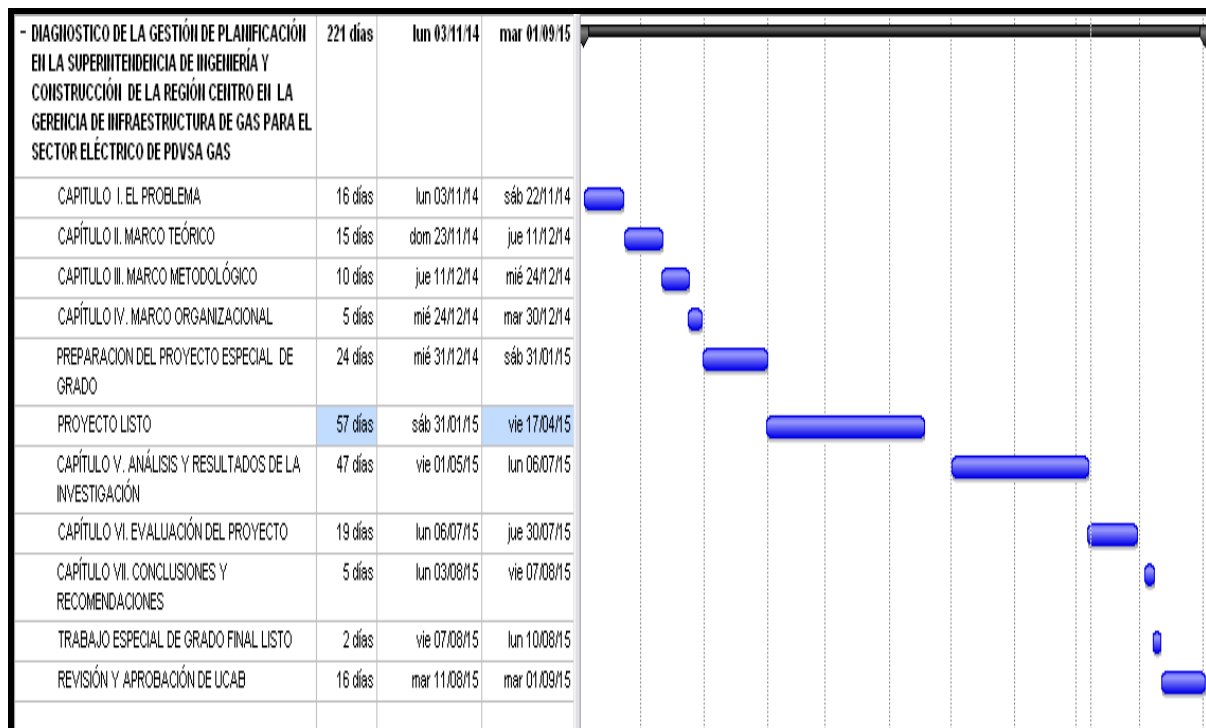 - DIAGNOSTICO DE LA GESTIÓN DE PLANIFICACIÓN 221 días lun 03/11/14 mar 01/09/15
EN LA SUPERINTENDENCIA DE INGENIERÍA Y
CONSTRUCCIÓN DE LA REGIÓN CENTRO EN LA
GERENCIA DE INFRAESTRUCTURA DE GAS PARA EL
SECTOR ELÉCTRICO DE PDVSA GAS
CAPITULO I. EL PROBLEMA 16 días lun 03/11/14 sáb 22/11/14
CAPÍTULO II. MARCO TEÓRICO 15 días dom 23/11/14 jue 11/12/14
CAPITULO III. MARCO METODOLÓGICO 10 días jue 11/12/14 mié 24/12/14
CAPÍTULO IV. MARCO ORGANIZACIONAL 5 días mié 24/12/14 mar 30/12/14
PREPARACION DEL PROYECTO ESPECIAL DE 24 días mié 31/12/14 sáb 31/01/15
GRADO
PROYECTO LISTO 57 días sáb 31/01/15 vie 17/04/15
CAPÍTULO V. ANÁLISIS Y RESULTADOS DE LA 47 días vie 01/05/15 lun 06/07/15
INVESTIGACIÓN
CAPÍTULO VI. EVALUACIÓN DEL PROYECTO 19 días lun 06/07/15 jue 30/07/15
CAPÍTULO VII. CONCLUSIONES Y 5 días lun 03/08/15 vie 07/08/15
RECOMENDACIONES
TRABAJO ESPECIAL DE GRADO FINAL LISTO 2 días vie 07/08/15 lun 10/08/15
REVISIÓN Y APROBACIÓN DE UCAB 16 días mar 11/08/15 mar 01/09/15